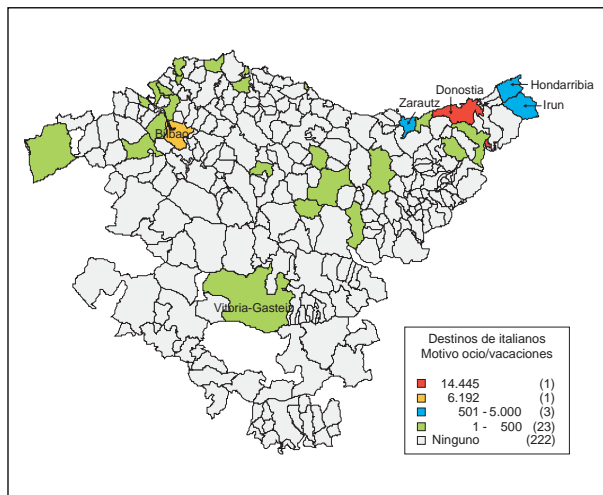 Hondarribia
Donostia
Zarautz
Irun
Bilbao
Vitoria-Gasteiz
Destinos de italianos
Motivo ocio/vacaciones
14.445 (1)
6.192 (1)
501 - 5.000 (3)
1 - 500 (23)
Ninguno (222)